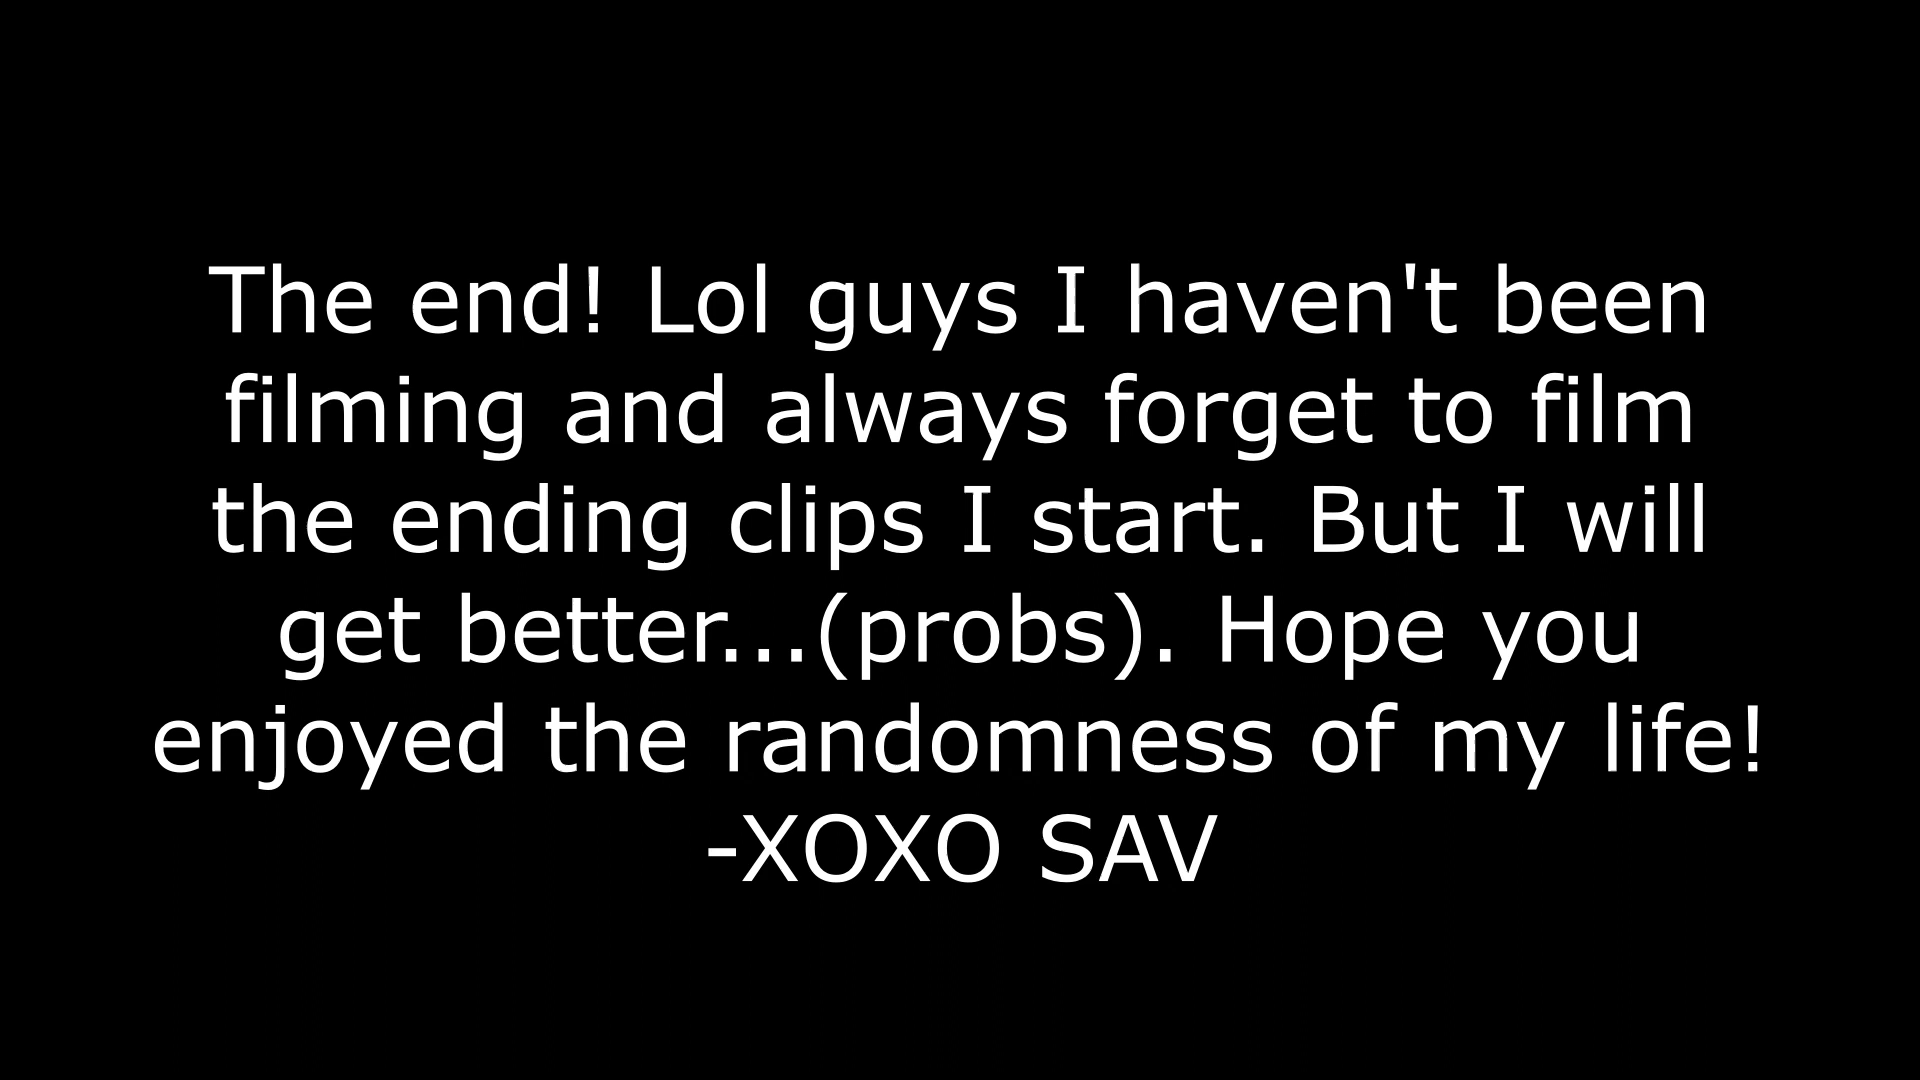 The end! Lol guys I haven't been
filming and always forget to film
the ending clips I start. But I will
get better...(probs). Hope you
enjoyed the randomness of my life!
-XOXO SAV